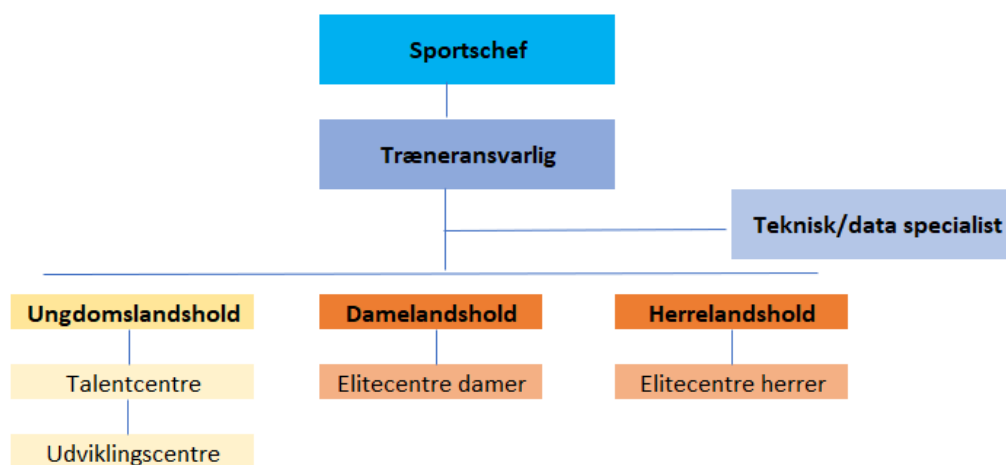 Sportschef
Træneransvarlig
Teknisk/data specialist
Ungdomslandshold
Damelandshold
Herrelandshold
Talentcentre
Elitecentre damer
Elitecentre herrer
Udviklingscentre